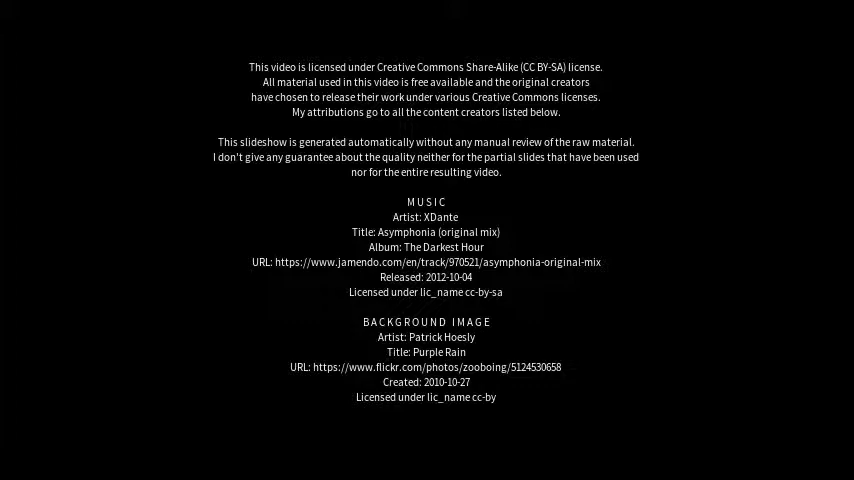 This video is licensed under Creative Commons Share-Alike (CC BY-SA) license.
All material used in this video is free available and the original creators
have chosen to release their work under various Creative Commons licenses.
My attributions go to all the content creators listed below.
This slideshow is generated automatically without any manual review of the raw material.
I don't give any guarantee about the quality neither for the partial slides that have been used
nor for the entire resulting video.
MUSIC
Artist: XDante
Title: Asymphonia (original mix)
Album: The Darkest Hour
URL: https://www.jamendo.com/en/track/970521/asymphonia-original-mix
Released: 2012-10-04
Licensed under lic_name cc-by-sa
BACKGROUND IMAGE
Artist: Patrick Hoesly
Title: Purple Rain
URL: https://www.flickr.com/photos/zooboing/5124530658
Created: 2010-10-27
Licensed under lic_name cc-by